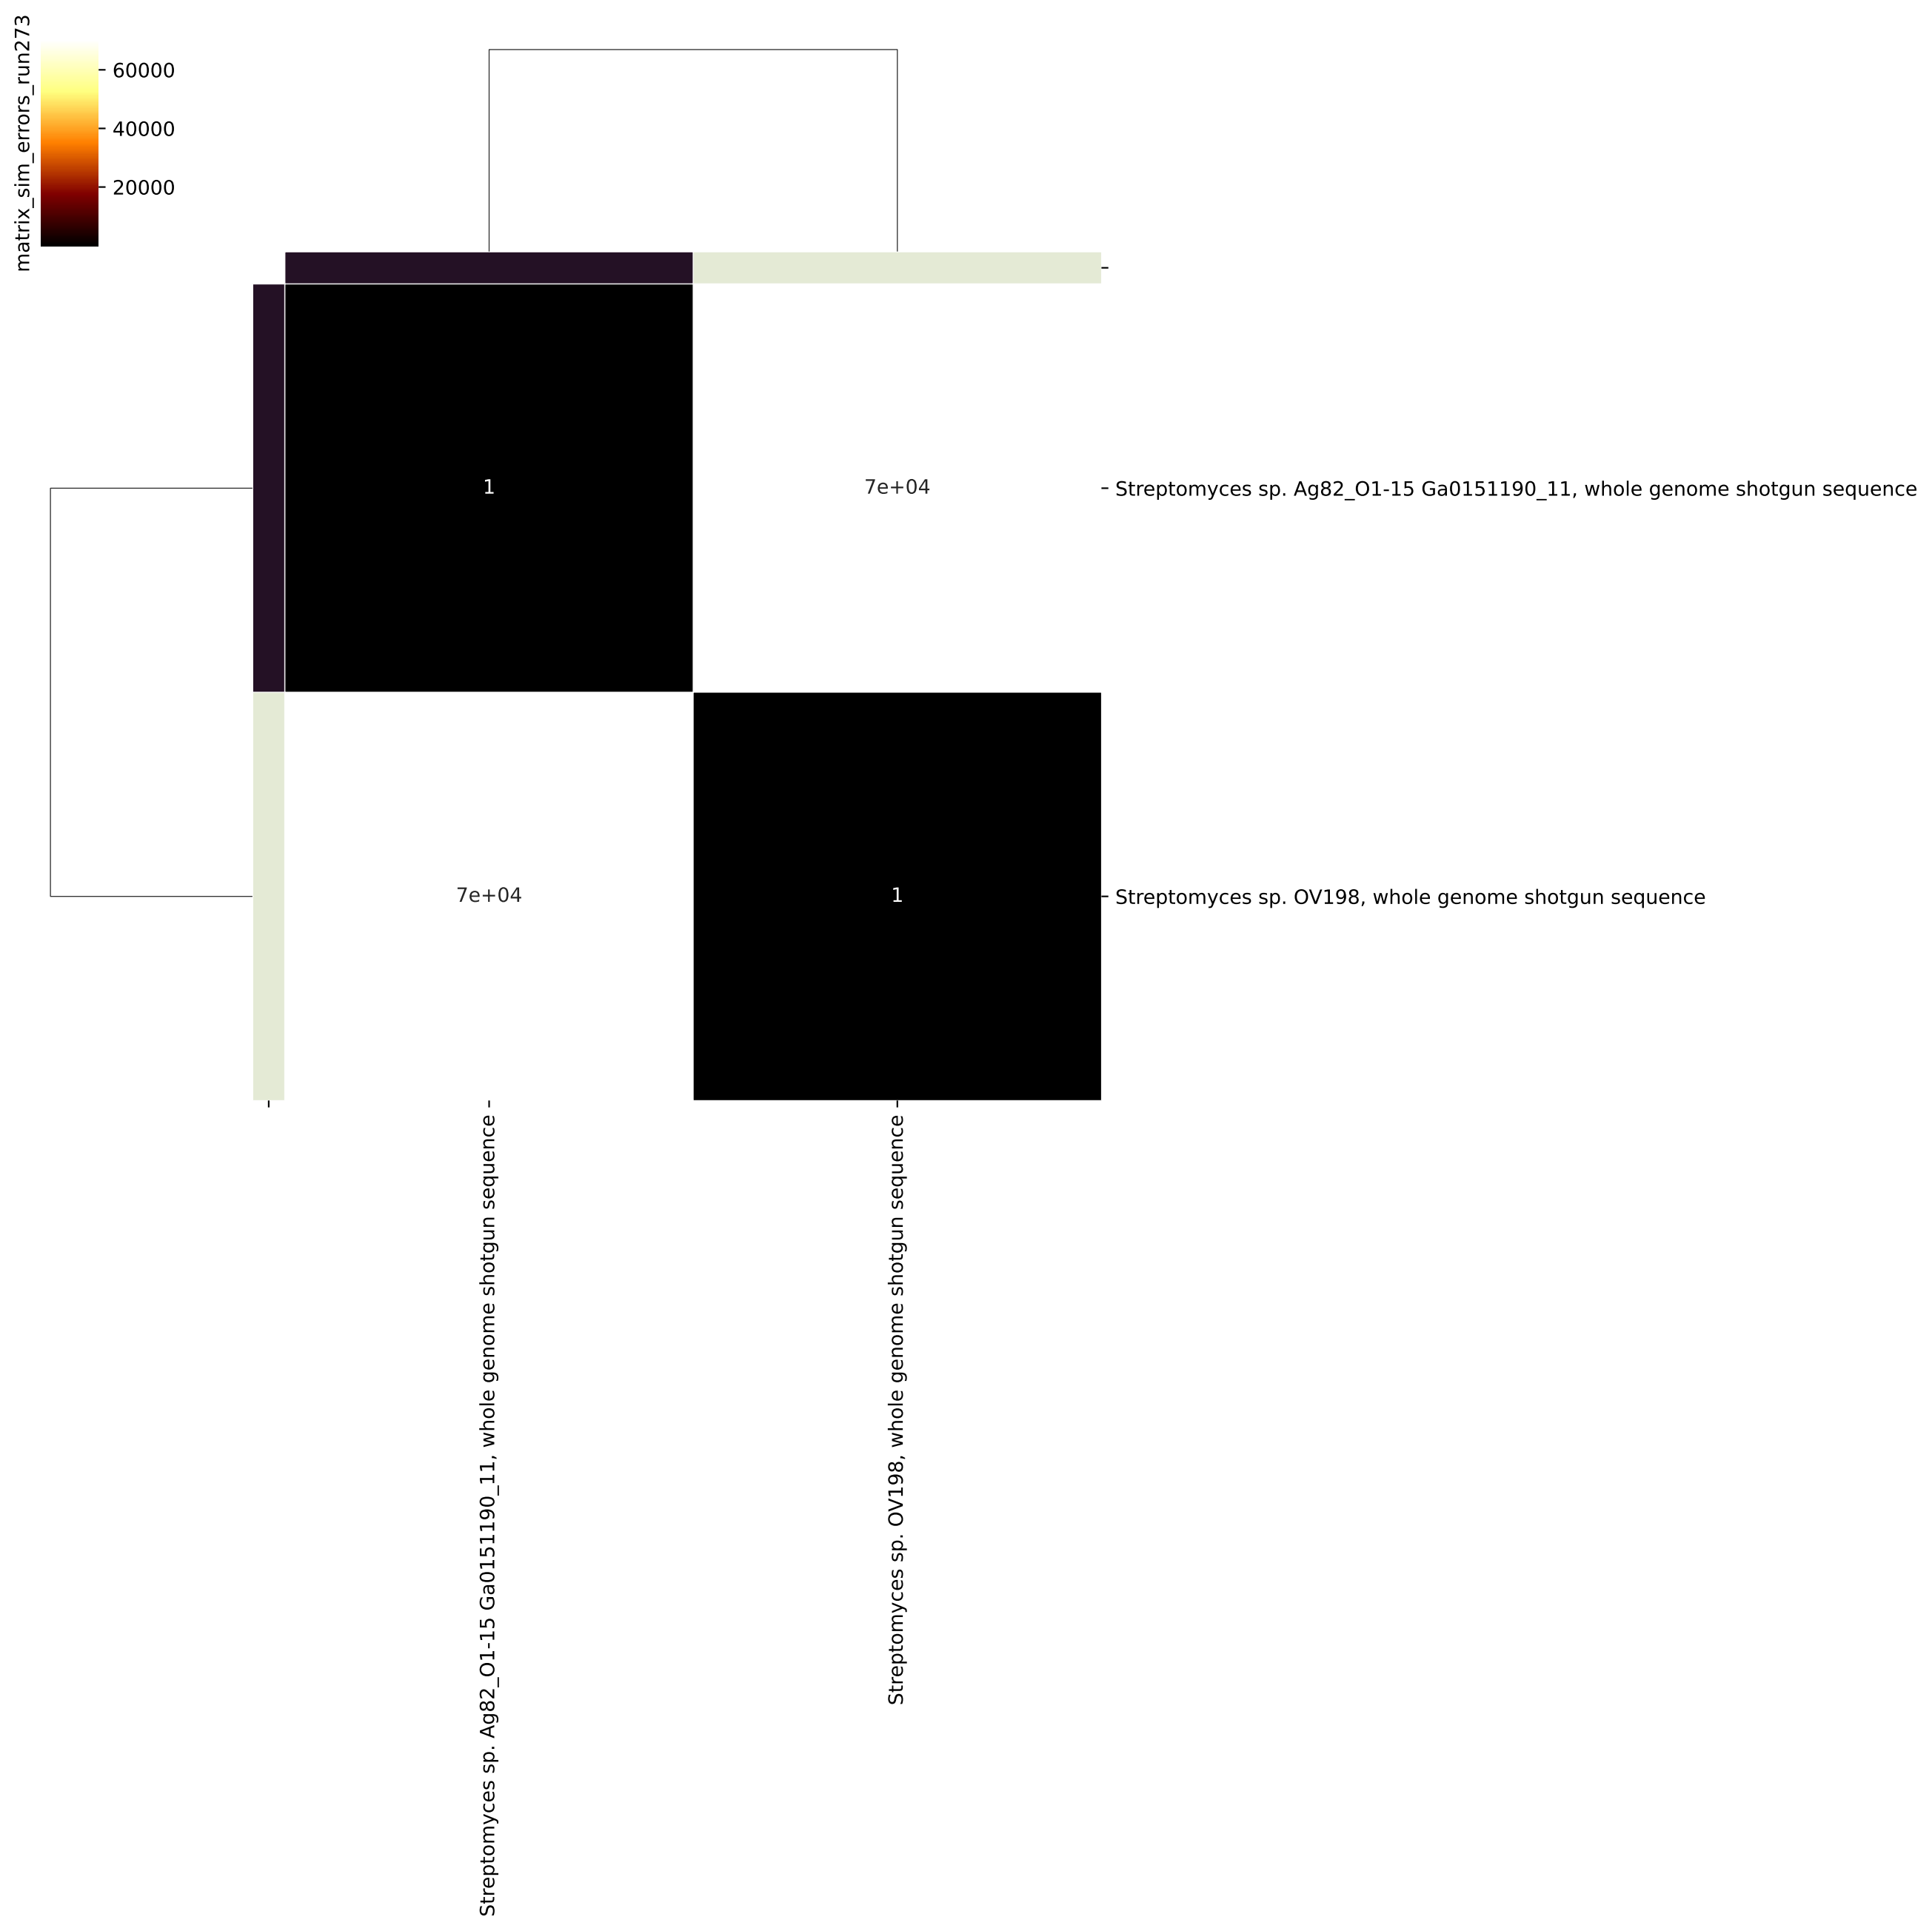 matrix_sim_errors_run273
60000
40000
20000
1
7e+04
Streptomyces sp. Ag82_O1-15 Ga0151190_11, whole genome shotgun sequence
7e+04
1
Streptomyces sp. OV198, whole genome shotgun sequence
Streptomyces sp. Ag82_O1-15 Ga0151190_11, whole genome shotgun sequence
Streptomyces sp. OV198, whole genome shotgun sequence